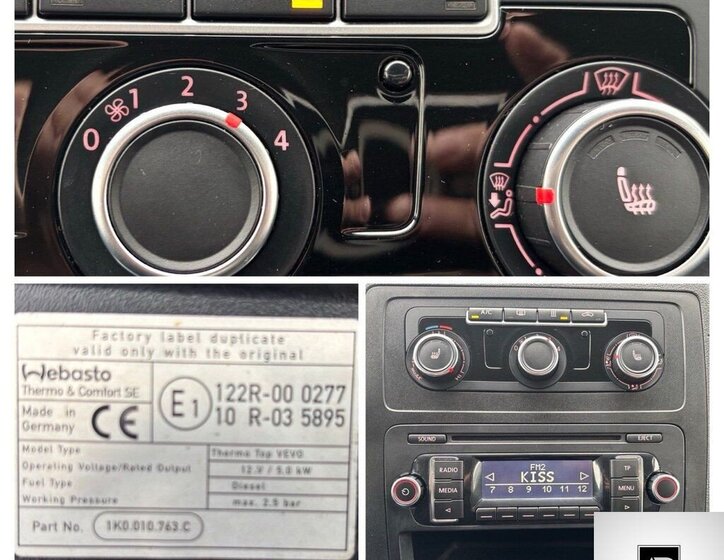 0 1 2 3 4
Factory label duplicate
valid only with the original
Webasto
Thermo & Comfort SE
Made in
Germany
CE
E1
122R-00 0277
10 R-03 5895
Model Type
Thermo Top VEVO
Operating Voltage/Rated Output
12 V / 5.0 kW
Fuel Type
Diesel
Working Pressure
max. 2.5 bar
Part No.
1K0.010.763.C
A/C
SOUND
EJECT
RADIO
MEDIA
FM2
KISS
7 8 9 10 11 12
TP
MENU